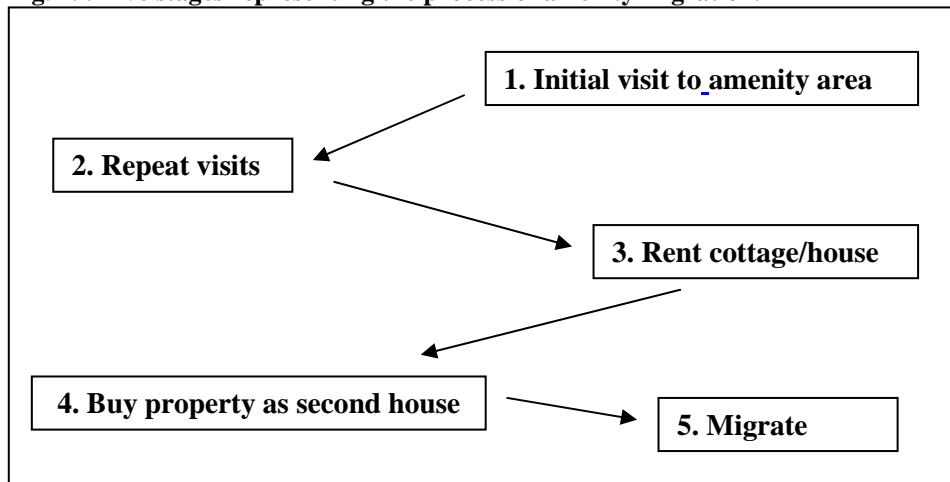 1. Initial visit to amenity area
2. Repeat visits
3. Rent cottage/house
4. Buy property as second house
5. Migrate